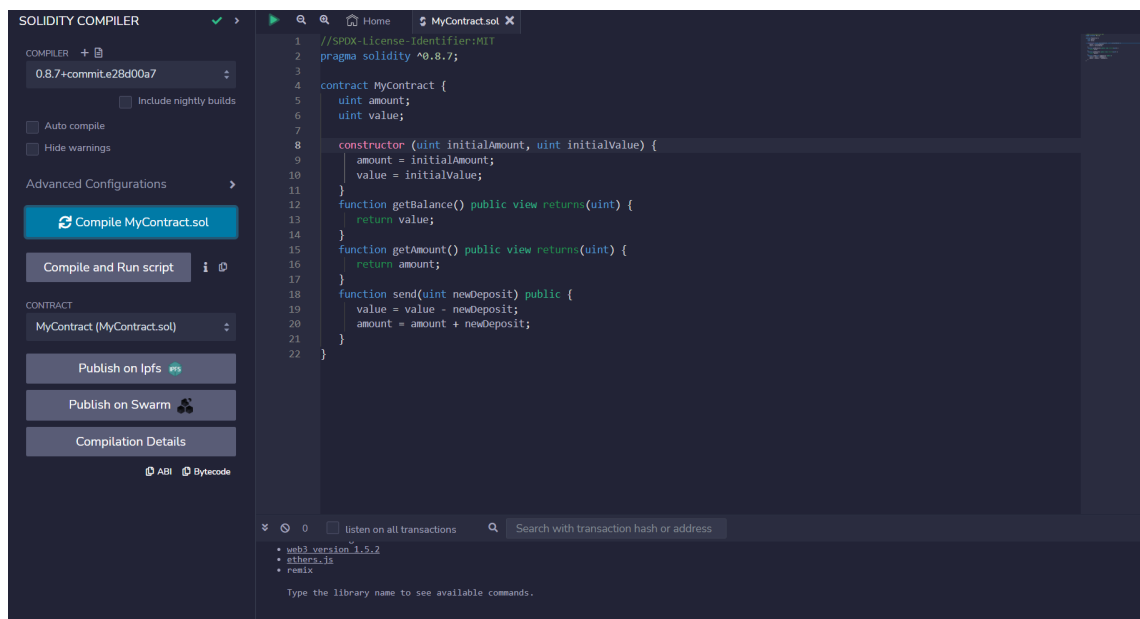 SOLIDITY COMPILER
COMPILER
0.8.7+commit.e28d00a7
Include nightly builds
Auto compile
Hide warnings
Advanced Configurations
Compile MyContract.sol
Compile and Run script
i
CONTRACT
MyContract (MyContract.sol)
Publish on Ipfs
IPFS
Publish on Swarm
Compilation Details
ABI Bytecode
Home MyContract.sol
1 //SPDX-License-Identifier:MIT
2 pragma solidity ^0.8.7;
3
4 contract MyContract {
5 uint amount;
6 uint value;
7
8 constructor (uint initialAmount, uint initialValue) {
9 amount = initialAmount;
10 value = initialValue;
11 }
12 function getBalance() public view returns(uint) {
13 return value;
14 }
15 function getAmount() public view returns(uint) {
16 return amount;
17 }
18 function send(uint newDeposit) public {
19 value = value - newDeposit;
20 amount = amount + newDeposit;
21 }
22 }
0 listen on all transactions Search with transaction hash or address
• web3 version 1.5.2
• ethers.js
• remix
Type the library name to see available commands.